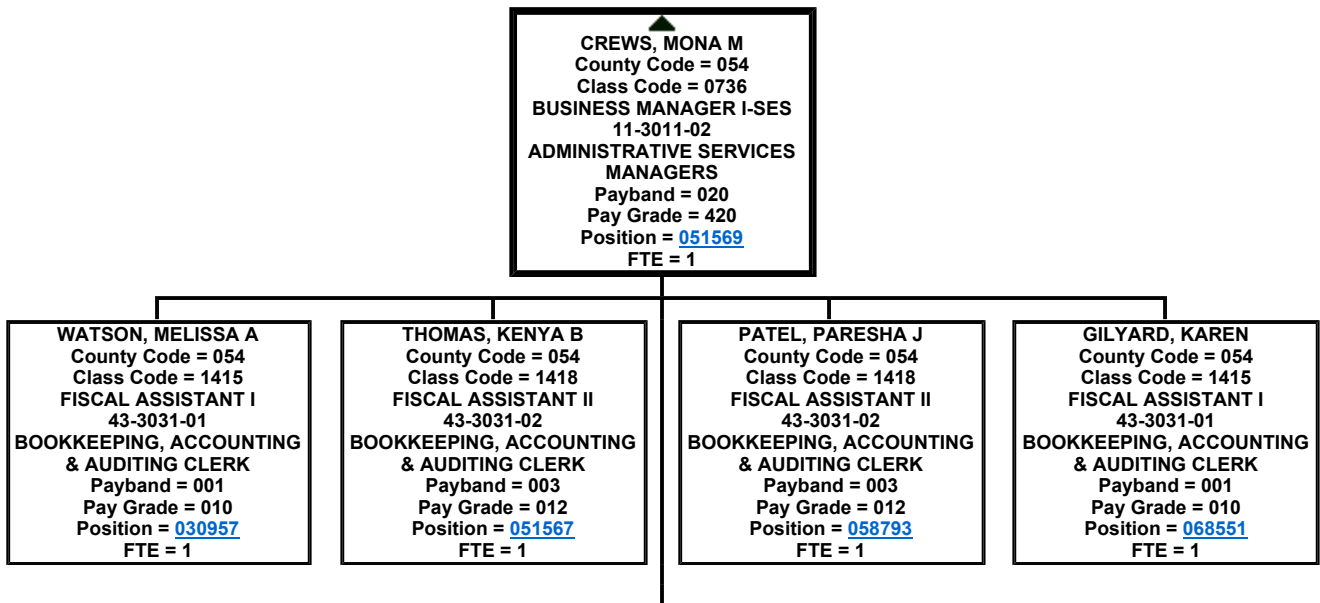 CREWS, MONA M
County Code = 054
Class Code = 0736
BUSINESS MANAGER I-SES
11-3011-02
ADMINISTRATIVE SERVICES
MANAGERS
Payband = 020
Pay Grade = 420
Position = 051569
FTE = 1
WATSON, MELISSA A
County Code = 054
Class Code = 1415
FISCAL ASSISTANT I
43-3031-01
BOOKKEEPING, ACCOUNTING
& AUDITING CLERK
Payband = 001
Pay Grade = 010
Position = 030957
FTE = 1
THOMAS, KENYA B
County Code = 054
Class Code = 1418
FISCAL ASSISTANT II
43-3031-02
BOOKKEEPING, ACCOUNTING
& AUDITING CLERK
Payband = 003
Pay Grade = 012
Position = 051567
FTE = 1
PATEL, PARESHA J
County Code = 054
Class Code = 1418
FISCAL ASSISTANT II
43-3031-02
BOOKKEEPING, ACCOUNTING
& AUDITING CLERK
Payband = 003
Pay Grade = 012
Position = 058793
FTE = 1
GILYARD, KAREN
County Code = 054
Class Code = 1415
FISCAL ASSISTANT I
43-3031-01
BOOKKEEPING, ACCOUNTING
& AUDITING CLERK
Payband = 001
Pay Grade = 010
Position = 068551
FTE = 1